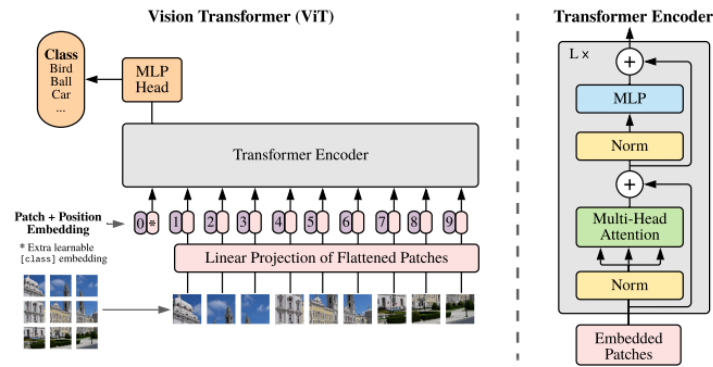 Vision Transformer (ViT)
Class
Bird
Ball
Car
...
MLP
Head
Transformer Encoder
Patch + Position
Embedding
0 * 1 2 3 4 5 6 7 8 9
* Extra learnable
[class] embedding
Linear Projection of Flattened Patches
Transformer Encoder
L ×
+
MLP
Norm
+
Multi-Head
Attention
Norm
Embedded
Patches